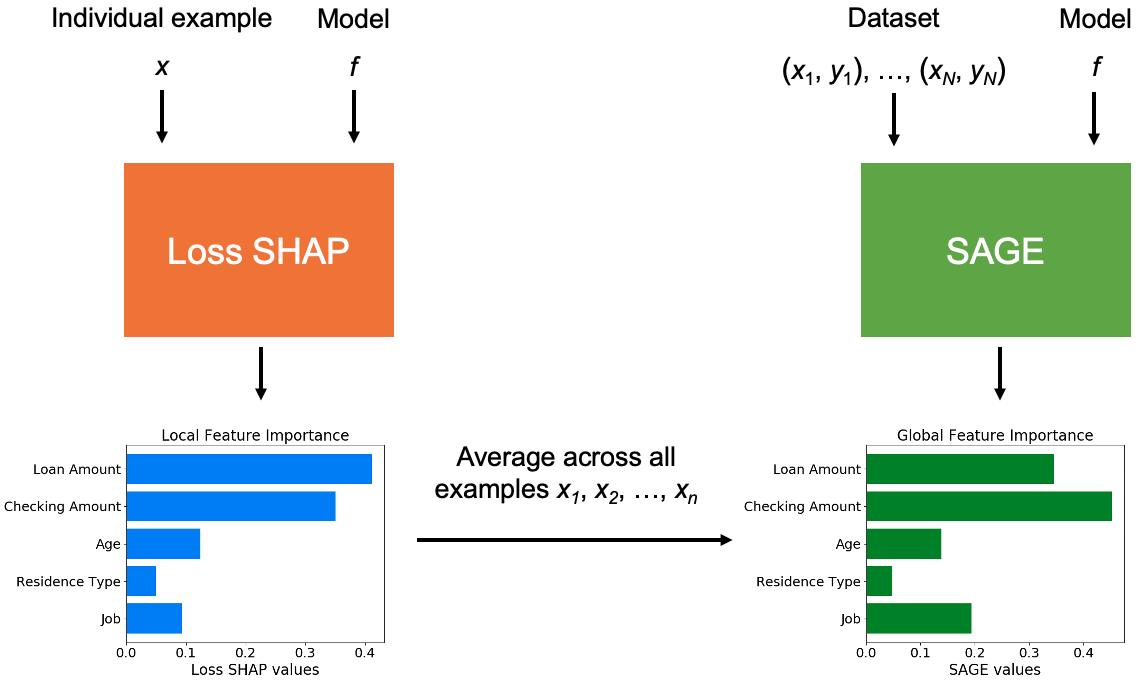 Individual example
Model
x
f
Loss SHAP
Local Feature Importance
Loan Amount
Checking Amount
Age
Residence Type
Job
0.0 0.1 0.2 0.3 0.4
Loss SHAP values
Average across all
examples x1, x2, …, xn
Dataset
Model
(x1, y1), …, (xN, yN)
f
SAGE
Global Feature Importance
Loan Amount
Checking Amount
Age
Residence Type
Job
0.0 0.1 0.2 0.3 0.4
SAGE values